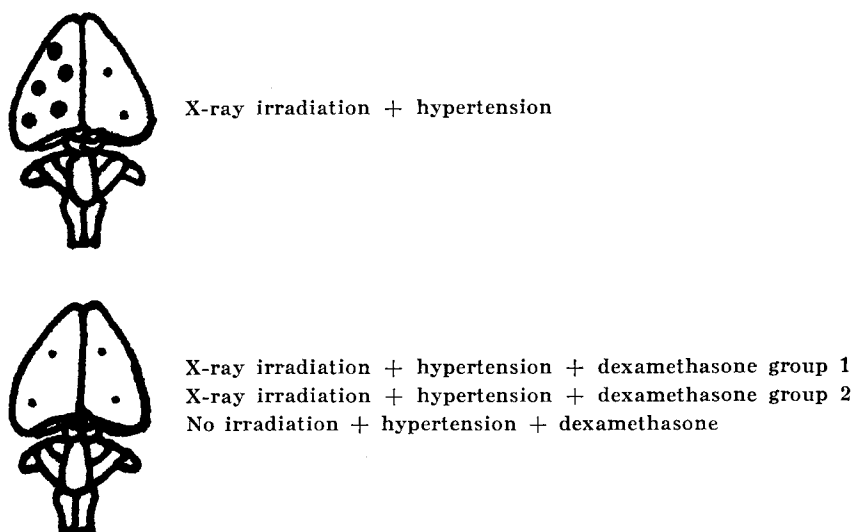 X-ray irradiation + hypertension
X-ray irradiation + hypertension + dexamethasone group 1
X-ray irradiation + hypertension + dexamethasone group 2
No irradiation + hypertension + dexamethasone